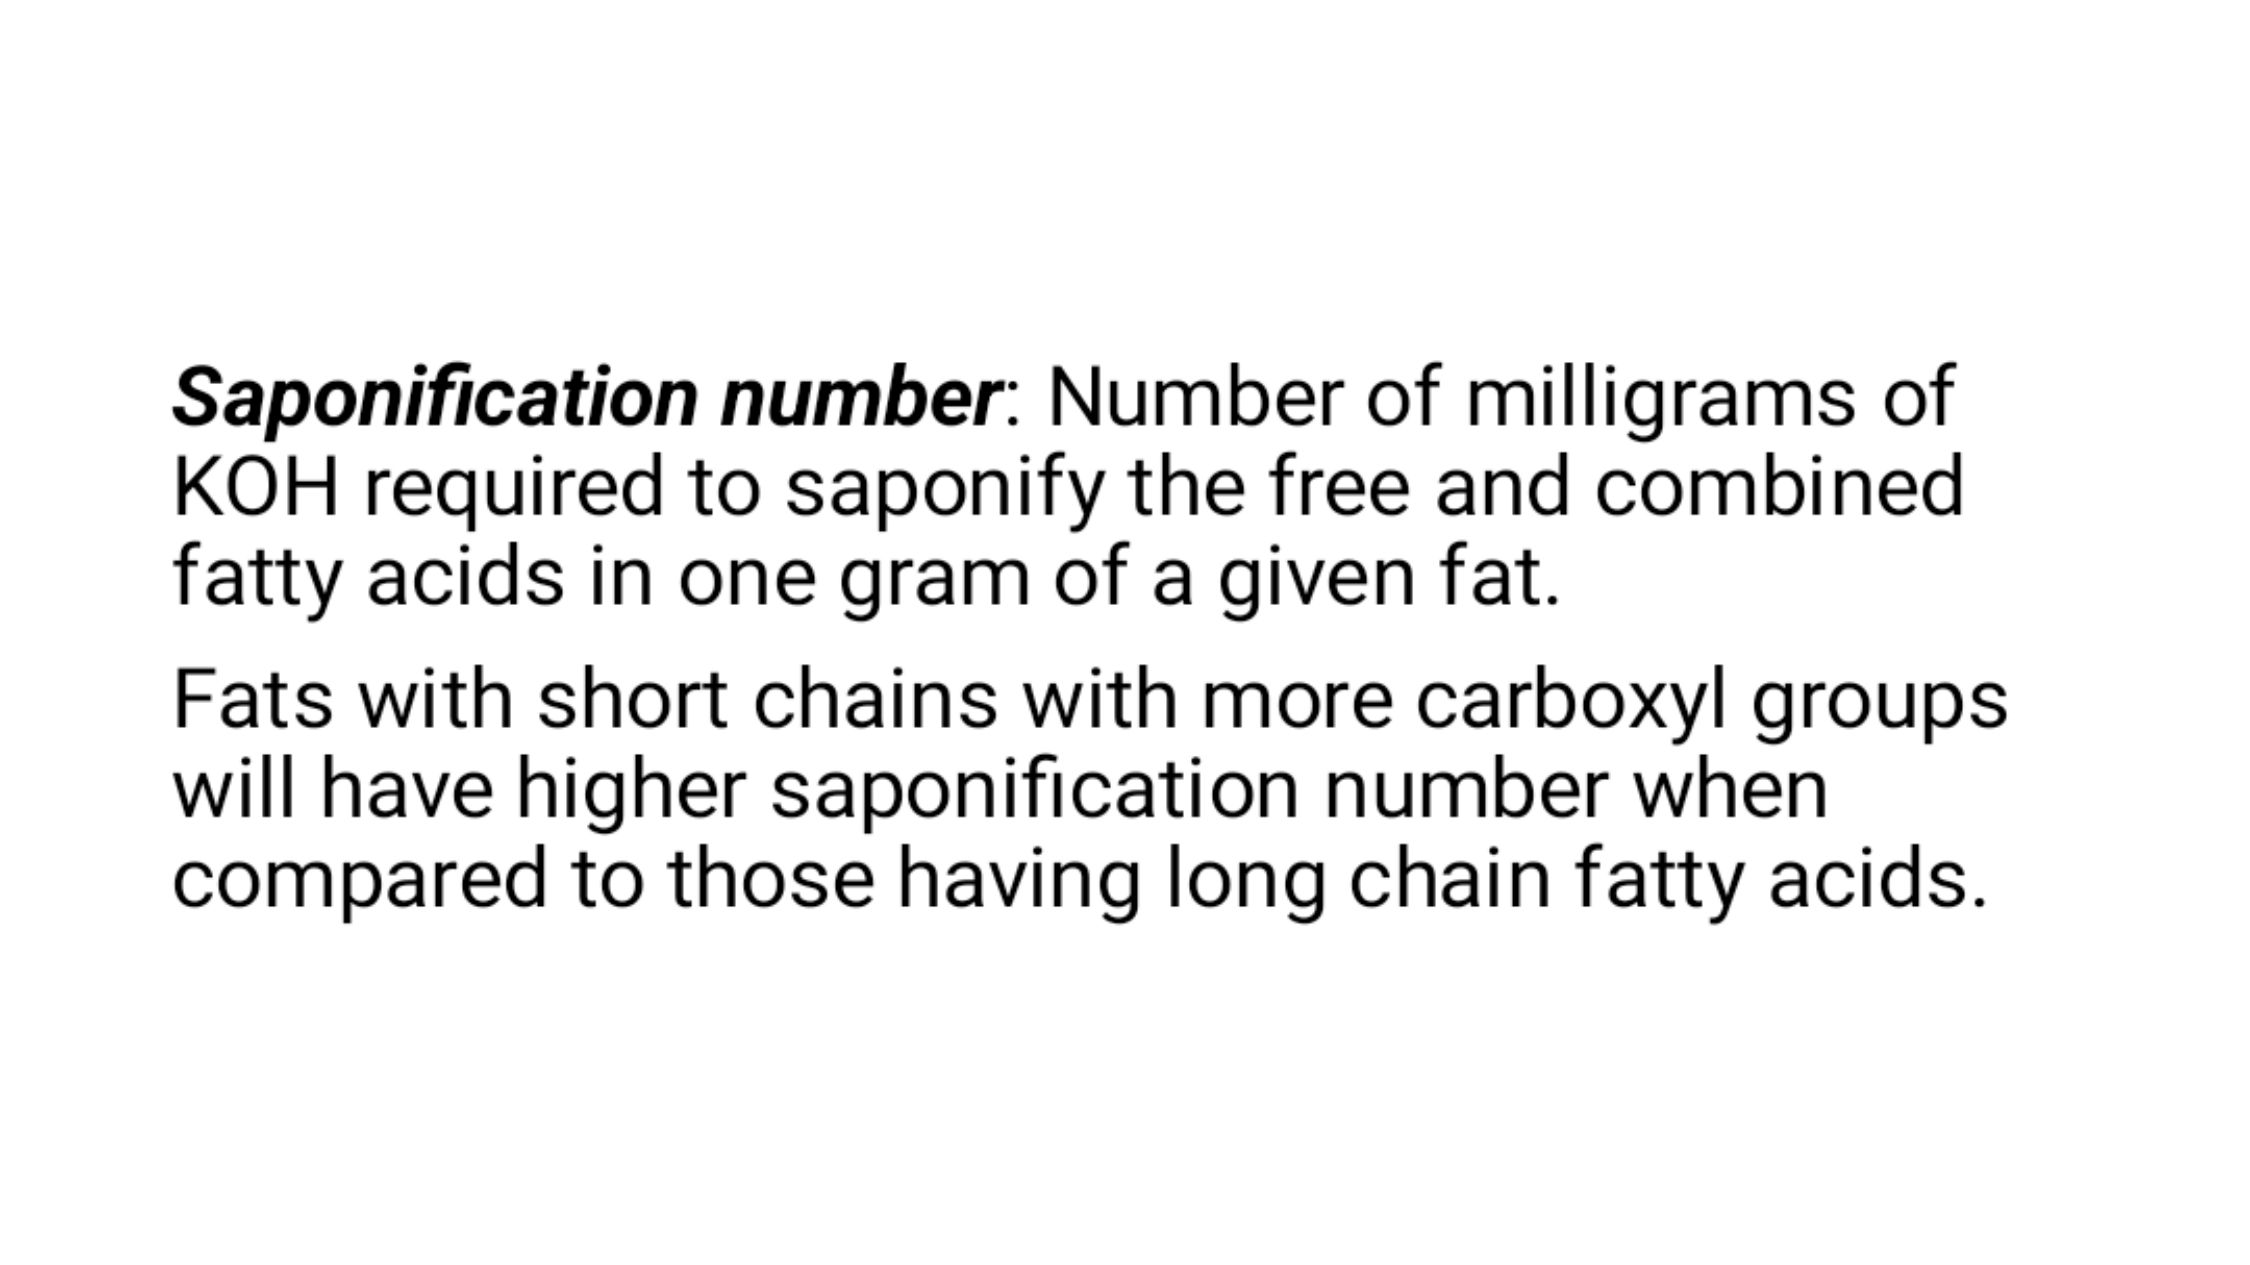 Saponification number: Number of milligrams of
KOH required to saponify the free and combined
fatty acids in one gram of a given fat.
Fats with short chains with more carboxyl groups
will have higher saponification number when
compared to those having long chain fatty acids.